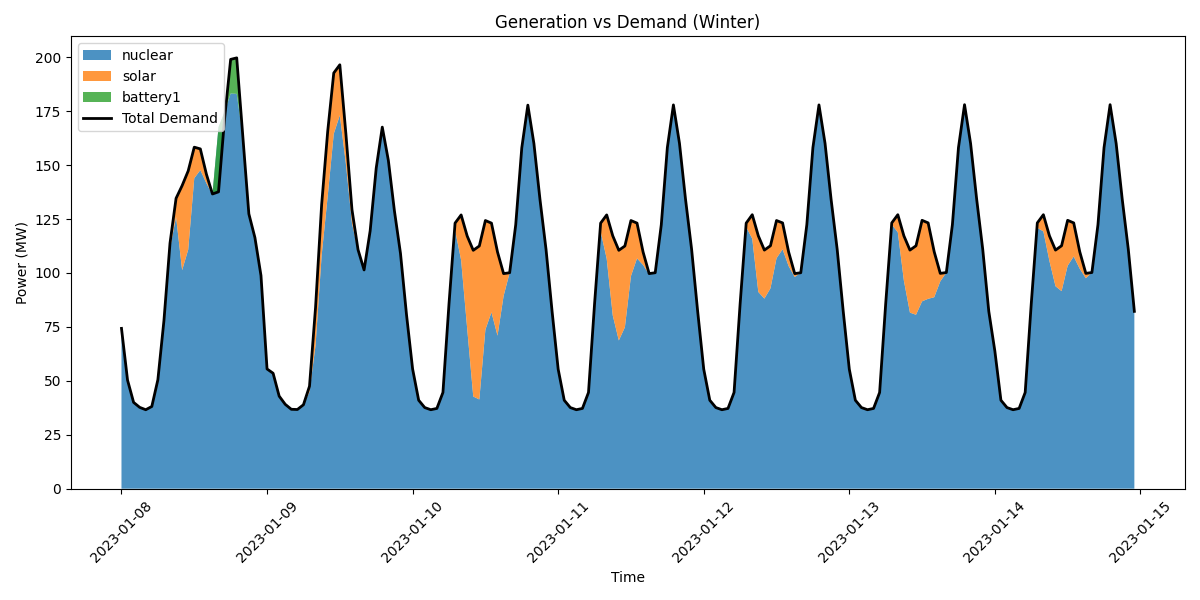 Generation vs Demand (Winter)
nuclear
solar
battery1
Total Demand
200
175
150
125
100
75
50
25
0
Power (MW)
2023-01-08
2023-01-09
2023-01-10
2023-01-11
2023-01-12
2023-01-13
2023-01-14
2023-01-15
Time